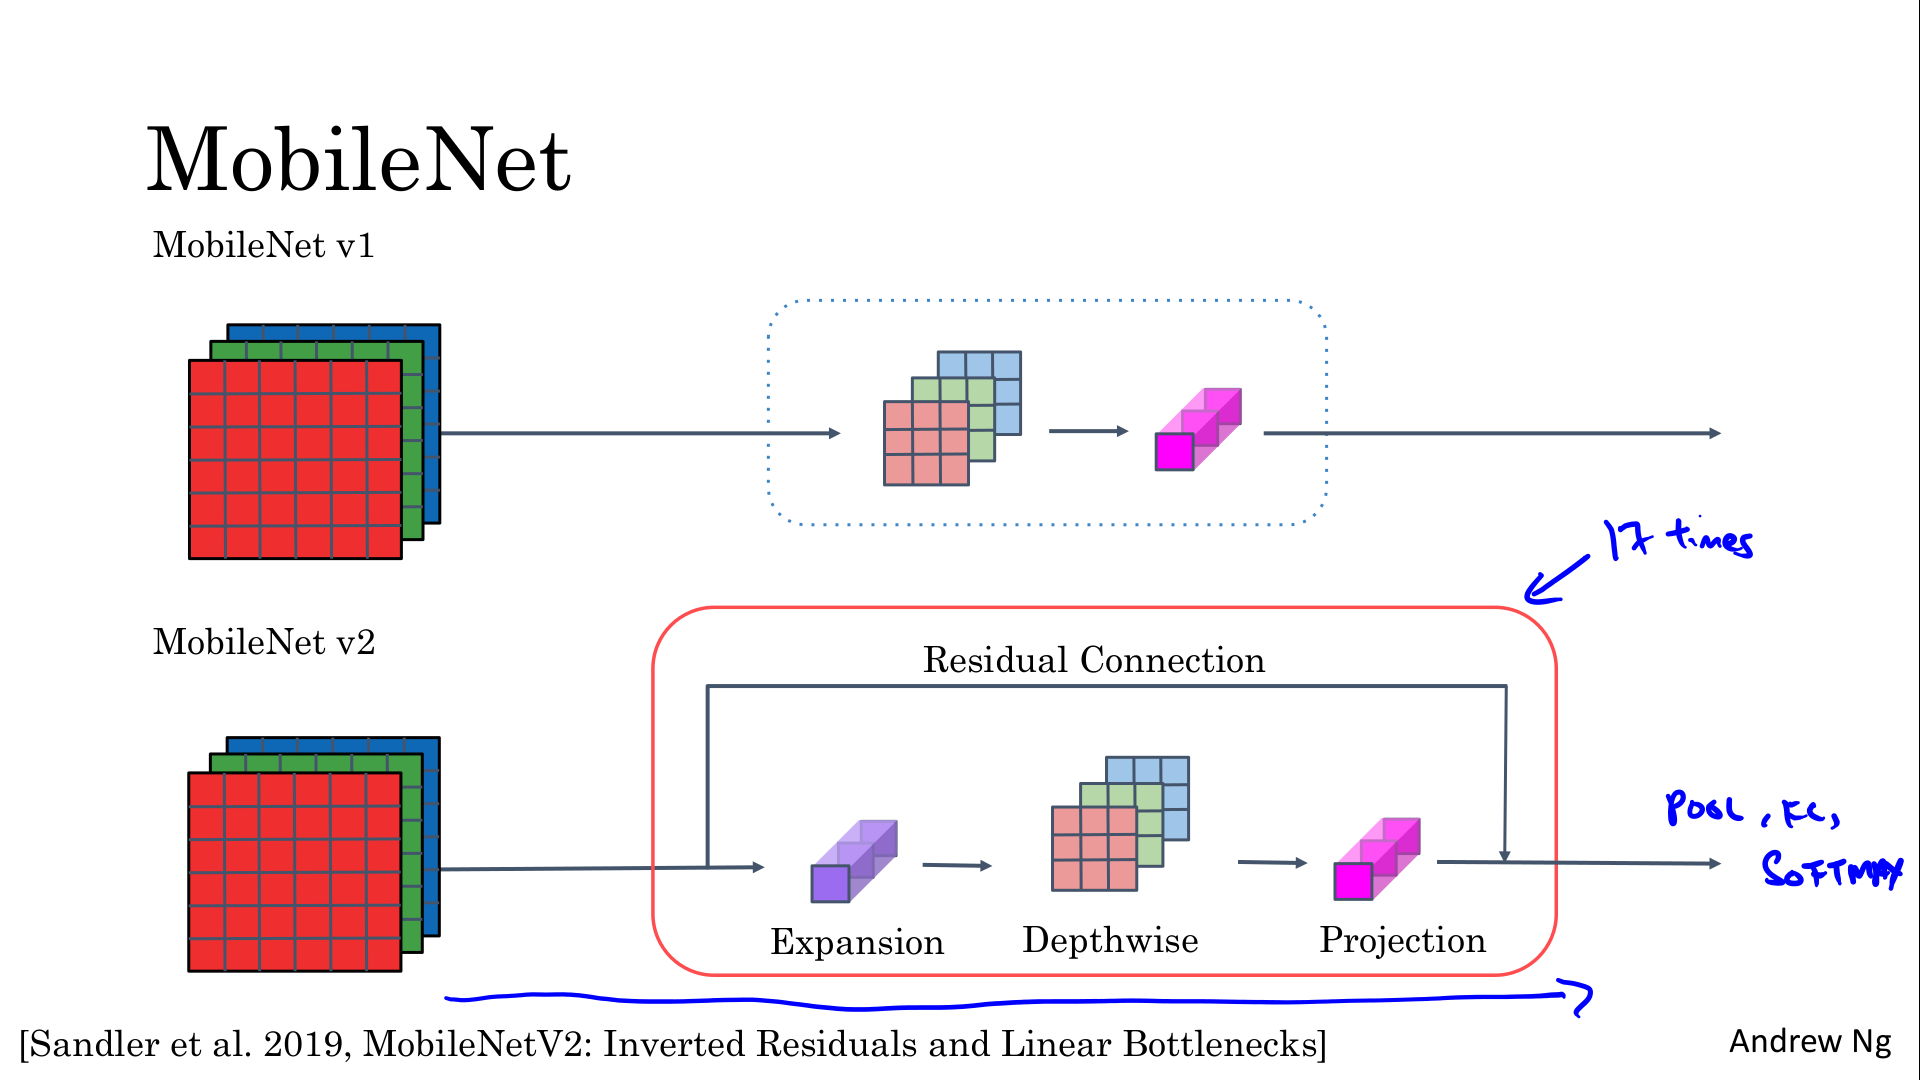 MobileNet
MobileNet v1
17 times
MobileNet v2
Residual Connection
POOL, FC,
SOFTMAX
Expansion
Depthwise
Projection
[Sandler et al. 2019, MobileNetV2: Inverted Residuals and Linear Bottlenecks]
Andrew Ng